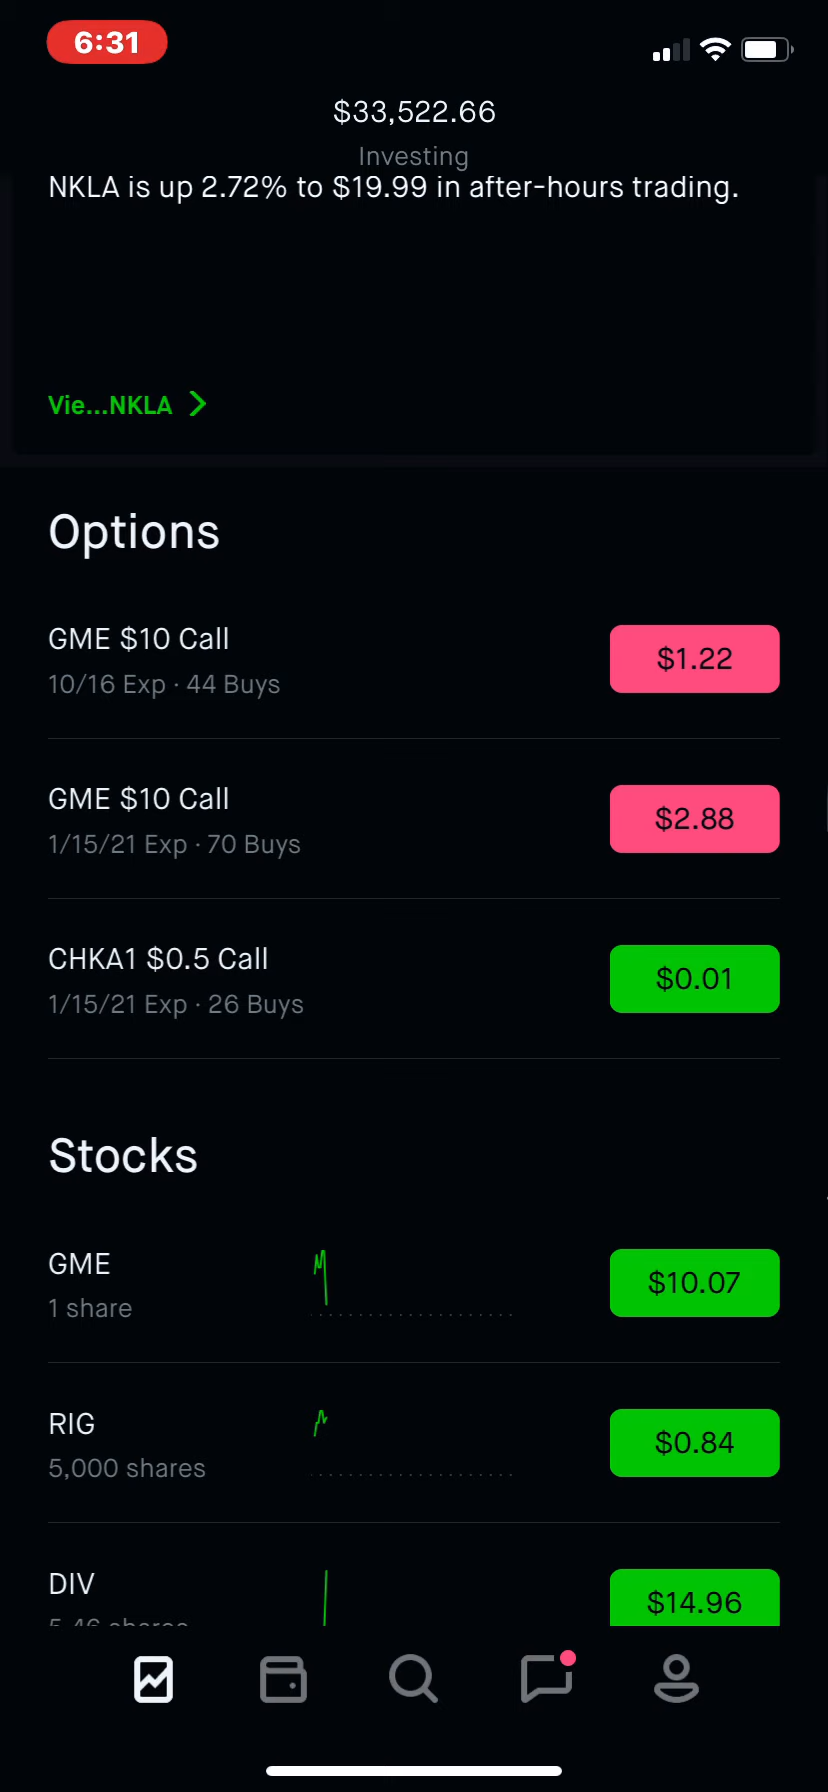 6:31
$33,522.66
Investing
NKLA is up 2.72% to $19.99 in after-hours trading.
Vie...NKLA
Options
GME $10 Call
$1.22
10/16 Exp · 44 Buys
GME $10 Call
$2.88
1/15/21 Exp · 70 Buys
CHKA1 $0.5 Call
$0.01
1/15/21 Exp · 26 Buys
Stocks
GME
$10.07
1 share
RIG
$0.84
5,000 shares
DIV
$14.96
5.46 shares